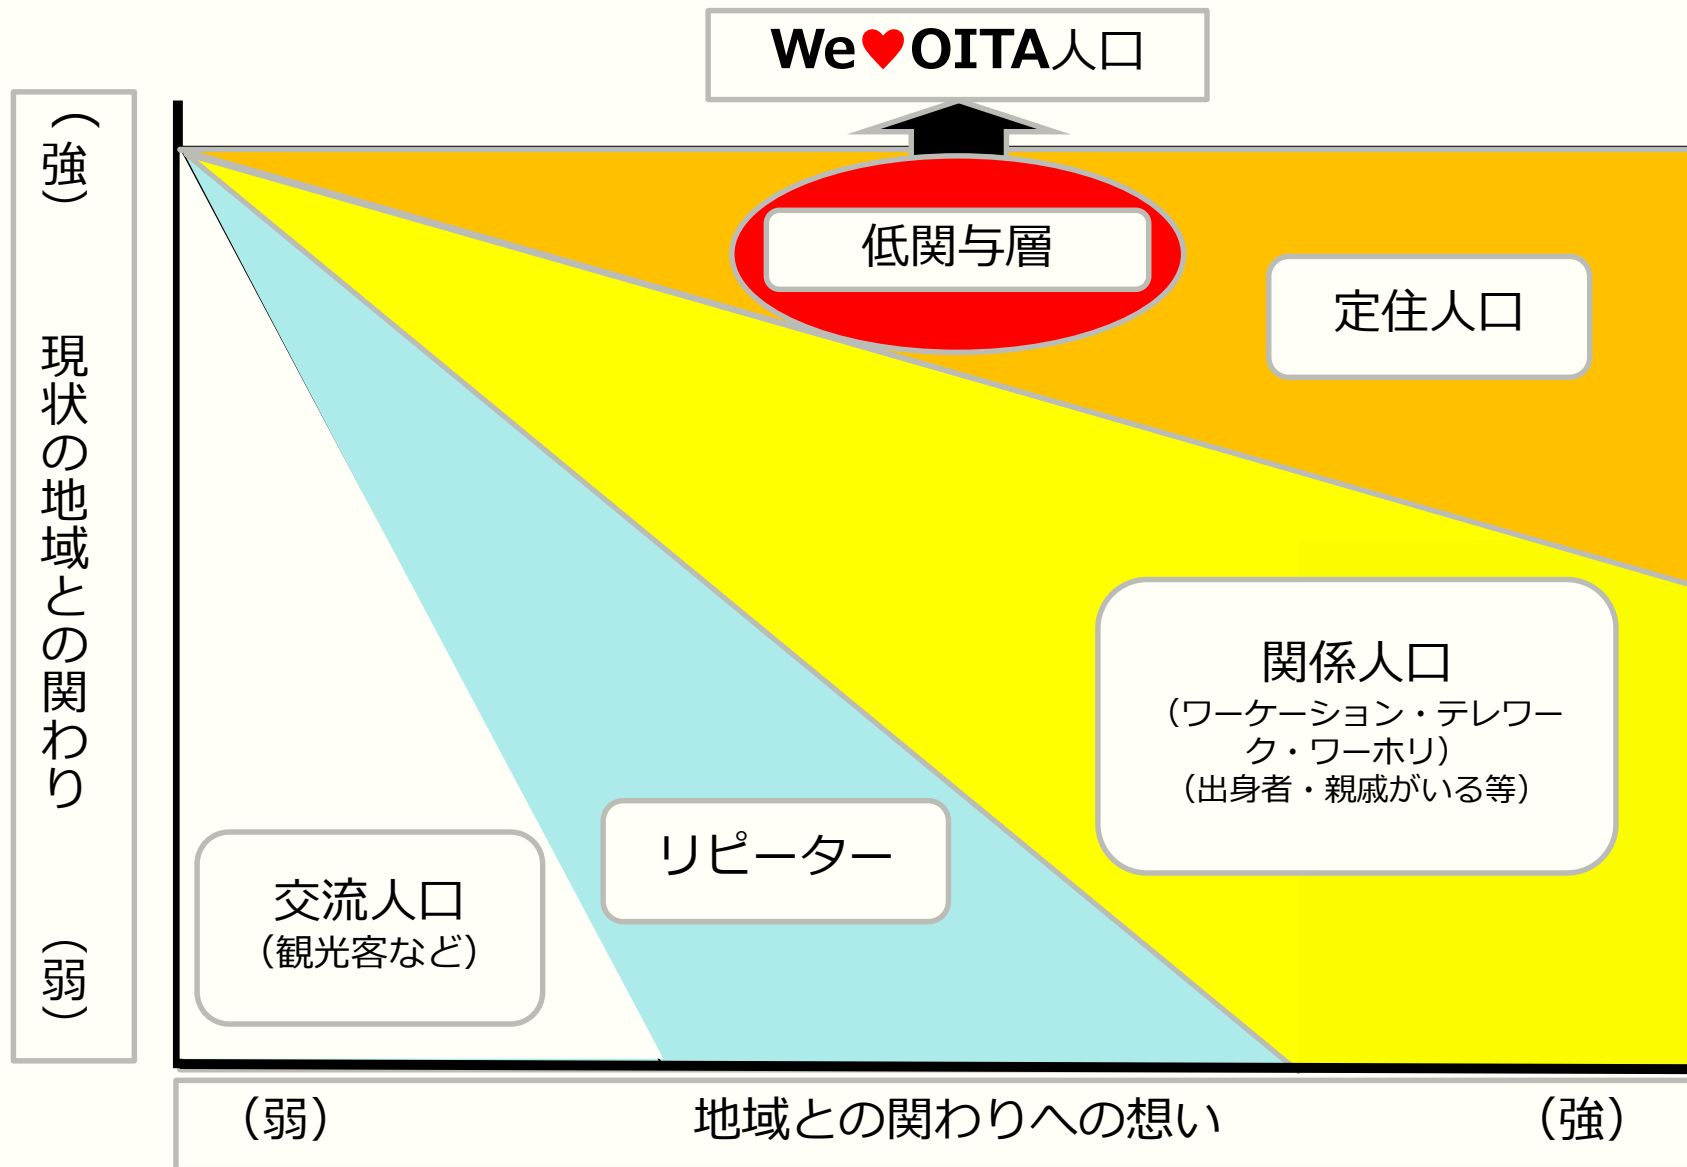 We♥OITA人口
（強）　現状の地域との関わり　（弱）
低関与層
定住人口
関係人口
（ワーケーション・テレワー
ク・ワーホリ）
（出身者・親戚がいる等）
リピーター
交流人口
（観光客など）
（弱）　地域との関わりへの想い　（強）